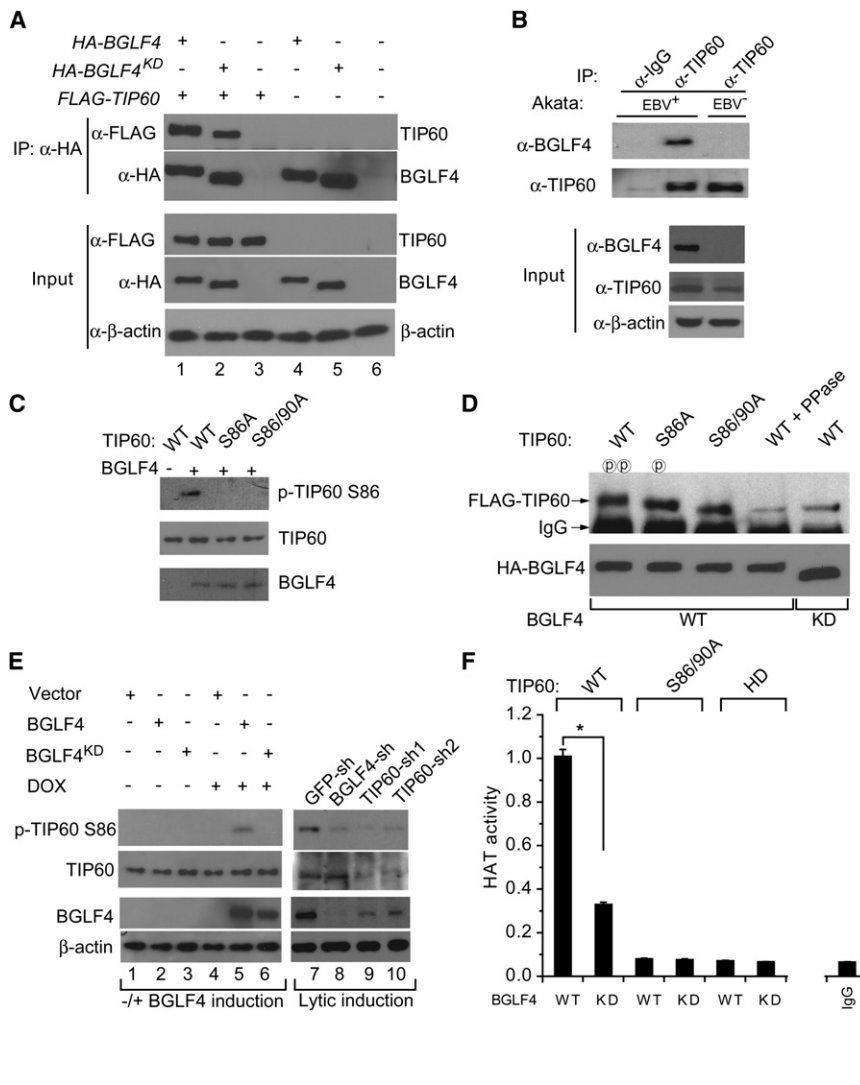 A
HA-BGLF4 + - - + - -
HA-BGLF4KD - + - - + -
FLAG-TIP60 + + + - - -
IP: α-HA
α-FLAG TIP60
α-HA BGLF4
Input
α-FLAG TIP60
α-HA BGLF4
α-β-actin β-actin
1 2 3 4 5 6
B
IP: α-IgG α-TIP60 α-TIP60
Akata: EBV+ EBV-
α-BGLF4
α-TIP60
Input
α-BGLF4
α-TIP60
α-β-actin
C
TIP60: WT WT S86A S86/90A
BGLF4 - + + +
p-TIP60 S86
TIP60
BGLF4
D
TIP60: WT S86A S86/90A WT + PPase WT
p p p
FLAG-TIP60
IgG
HA-BGLF4
BGLF4 WT KD
E
Vector + - - + - -
BGLF4 - + - - + -
BGLF4KD - - + - - +
DOX - - - + + +
GFP-sh BGLF4-sh TIP60-sh1 TIP60-sh2
p-TIP60 S86
TIP60
BGLF4
β-actin
1 2 3 4 5 6 7 8 9 10
-/+ BGLF4 induction Lytic induction
F
TIP60: WT S86/90A HD
HAT activity
1.2
1.0
0.8
0.6
0.4
0.2
0.0
*
BGLF4 WT KD WT KD WT KD IgG